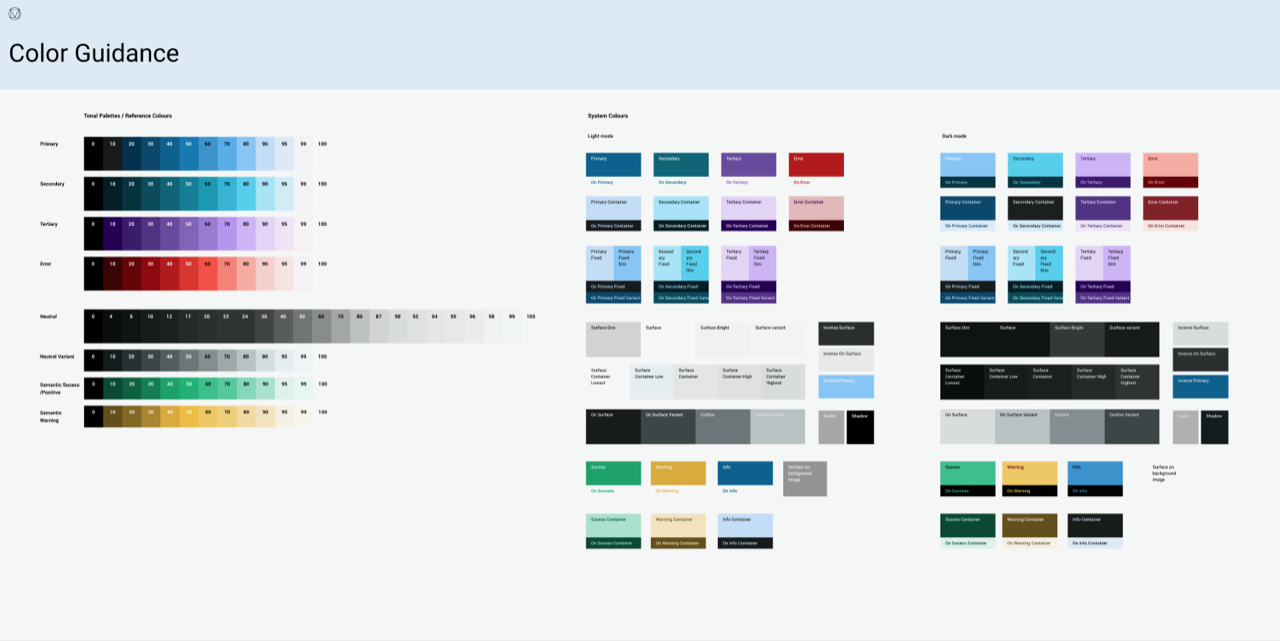 Color Guidance
Tonal Palettes / Reference Colours
Primary
0 10 20 30 40 50 60 70 80 90 95 99 100
Secondary
0 10 20 30 40 50 60 70 80 90 95 99 100
Tertiary
0 10 20 30 40 50 60 70 80 90 95 99 100
Error
0 10 20 30 40 50 60 70 80 90 95 99 100
Neutral
0 4 6 10 12 17 20 22 24 30 40 50 60 70 80 87 90 92 94 95 96 98 99 100
Neutral Variant
0 10 20 30 40 50 60 70 80 90 95 99 100
Semantic Sucess
/Positive
0 10 20 30 40 50 60 70 80 90 95 99 100
Semantic
Warning
0 10 20 30 40 50 60 70 80 90 95 99 100
System Colours
Light mode
Primary
On Primary
Secondary
On Secondary
Tertiary
On Tertiary
Error
On Error
Primary Container
On Primary Container
Secondary Container
On Secondary Container
Tertiary Container
On Tertiary Container
Error Container
On Error Container
Primary
Fixed
Primary
Fixed
Dim
On Primary Fixed
On Primary Fixed Variant
Second
ary
Fixed
Second
ary
Fixed
Dim
On Secondary Fixed
On Secondary Fixed Varia
Tertiary
Fixed
Tertiary
Fixed
Dim
On Tertiary Fixed
On Tertiary Fixed Variant
Surface Dim
Surface
Surface Bright
Surface variant
Inverse Surface
Inverse On Surface
Inverse Primary
Surface
Container
Lowest
Surface
Container Low
Surface
Container
Surface
Container High
Surface
Container
Highest
On Surface
On Surface Variant
Outline
Outline Variant
Scrim
Shadow
Sucess
On Success
Warning
On Warning
Info
On Info
Surface on
background
image
Sucess Container
On Sucess Container
Warning Container
On Warning Container
Info Container
On Info Container
Dark mode
Primary
On Primary
Secondary
On Secondary
Tertiary
On Tertiary
Error
On Error
Primary Container
On Primary Container
Secondary Container
On Secondary Container
Tertiary Container
On Tertiary Container
Error Container
On Error Container
Primary
Fixed
Primary
Fixed
Dim
On Primary Fixed
On Primary Fixed Variant
Second
ary
Fixed
Second
ary
Fixed
Dim
On Secondary Fixed
On Secondary Fixed Varia
Tertiary
Fixed
Tertiary
Fixed
Dim
On Tertiary Fixed
On Tertiary Fixed Variant
Surface Dim
Surface
Surface Bright
Surface variant
Inverse Surface
Inverse On Surface
Inverse Primary
Surface
Container
Lowest
Surface
Container Low
Surface
Container
Surface
Container High
Surface
Container
Highest
On Surface
On Surface Variant
Outline
Outline Variant
Scrim
Shadow
Sucess
On Success
Warning
On Warning
Info
On Info
Surface on
background
image
Sucess Container
On Sucess Container
Warning Container
On Warning Container
Info Container
On Info Container